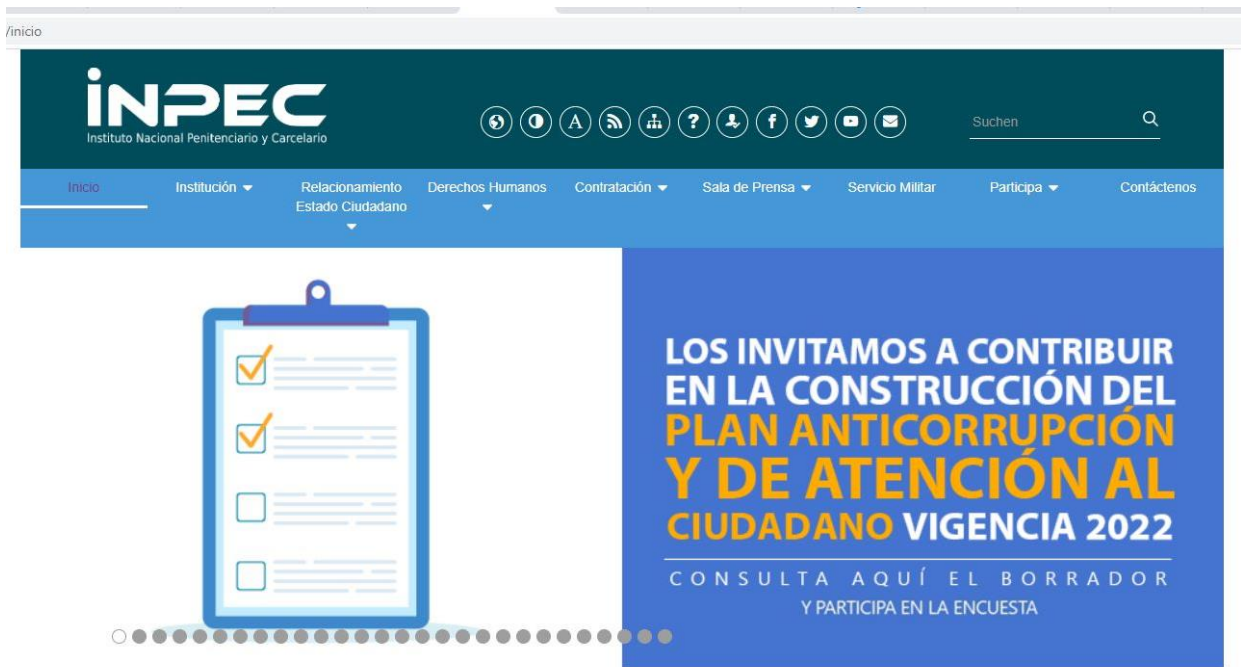 /inicio
INPEC
Instituto Nacional Penitenciario y Carcelario
A
?
f
Suchen
Inicio
Institución
Relacionamiento
Estado Ciudadano
Derechos Humanos
Contratación
Sala de Prensa
Servicio Militar
Participa
Contáctenos
LOS INVITAMOS A CONTRIBUIR
EN LA CONSTRUCCIÓN DEL
PLAN ANTICORRUPCIÓN
Y DE ATENCIÓN AL
CIUDADANO VIGENCIA 2022
CONSULTA AQUÍ EL BORRADOR
Y PARTICIPA EN LA ENCUESTA